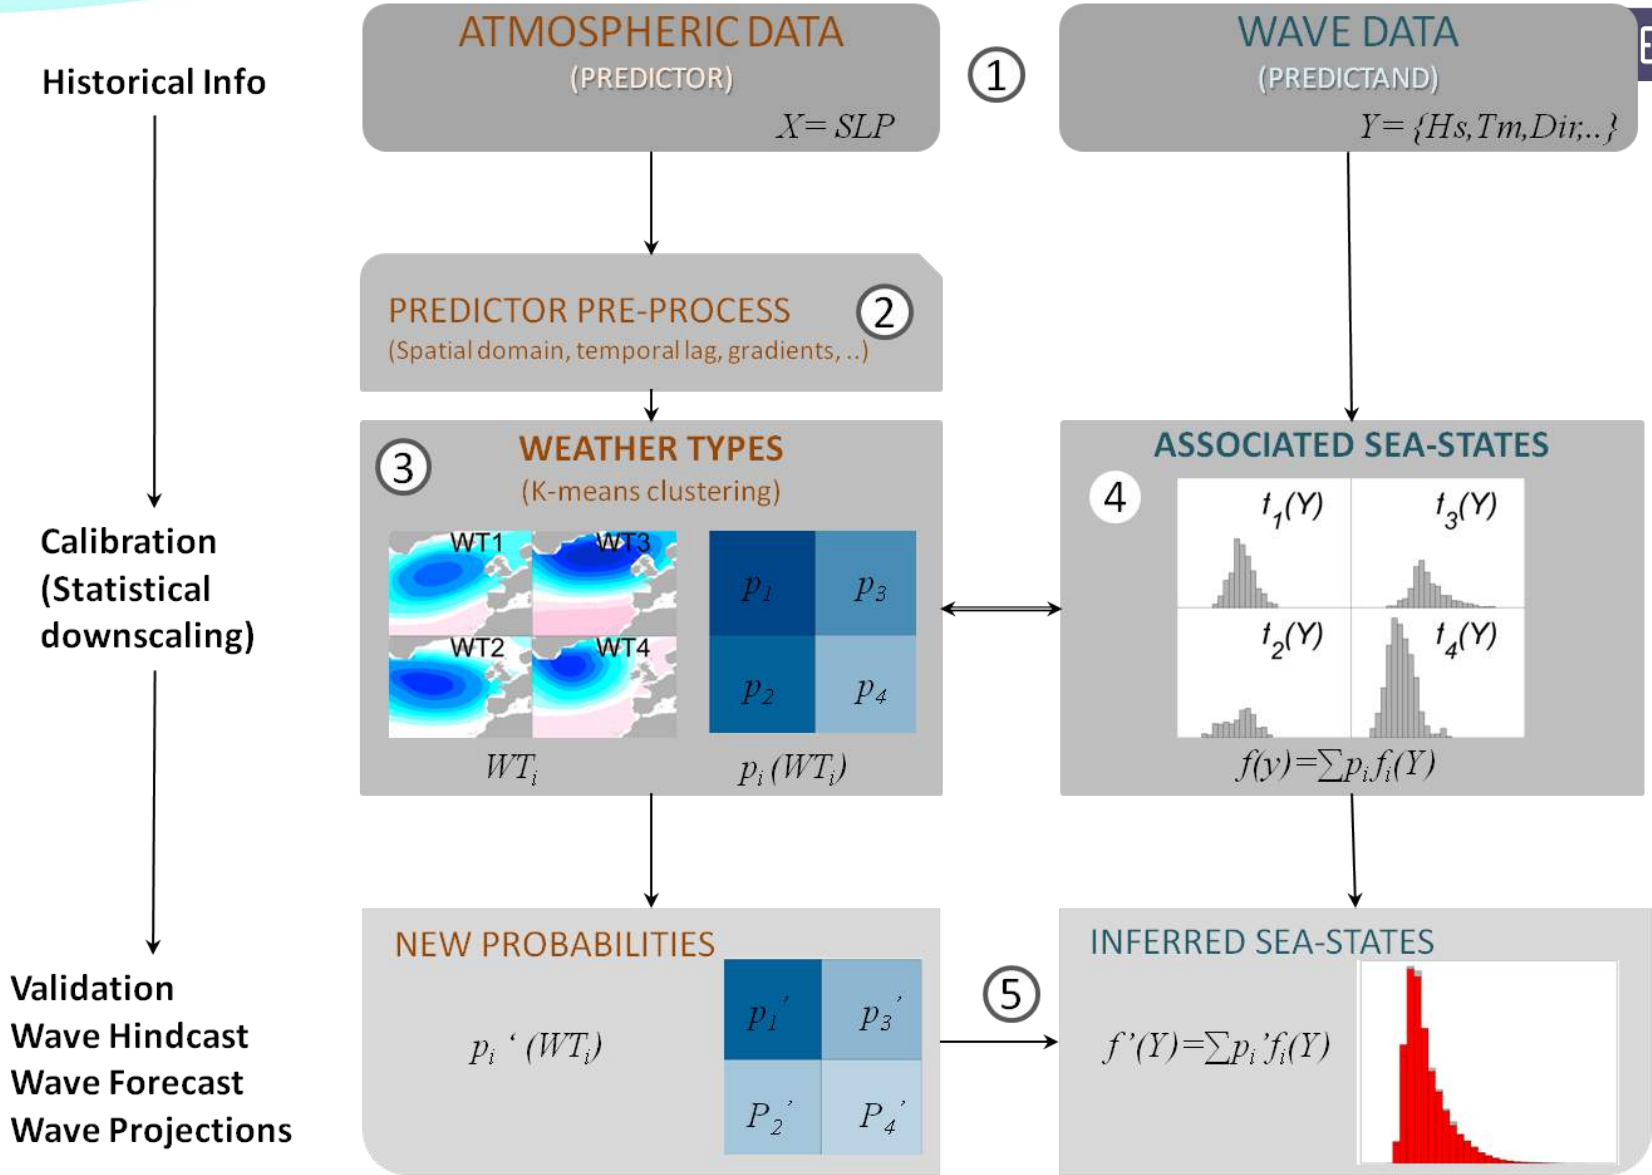 ATMOSPHERIC DATA
(PREDICTOR)
X= SLP
1
WAVE DATA
(PREDICTAND)
Y= {Hs,Tm,Dir,..}
E
Historical Info
PREDICTOR PRE-PROCESS
(Spatial domain, temporal lag, gradients, ..)
2
3
WEATHER TYPES
(K-means clustering)
WT1
WT3
WT2
WT4
p1
p3
p2
p4
WTi
pi (WTi)
ASSOCIATED SEA-STATES
4
f1(Y)
f3(Y)
f2(Y)
f4(Y)
f(y)=∑pi fi(Y)
Calibration
(Statistical
downscaling)
NEW PROBABILITIES
pi ‘ (WTi)
p1’
p3’
P2’
P4’
5
INFERRED SEA-STATES
f’(Y)=∑pi’fi(Y)
Validation
Wave Hindcast
Wave Forecast
Wave Projections